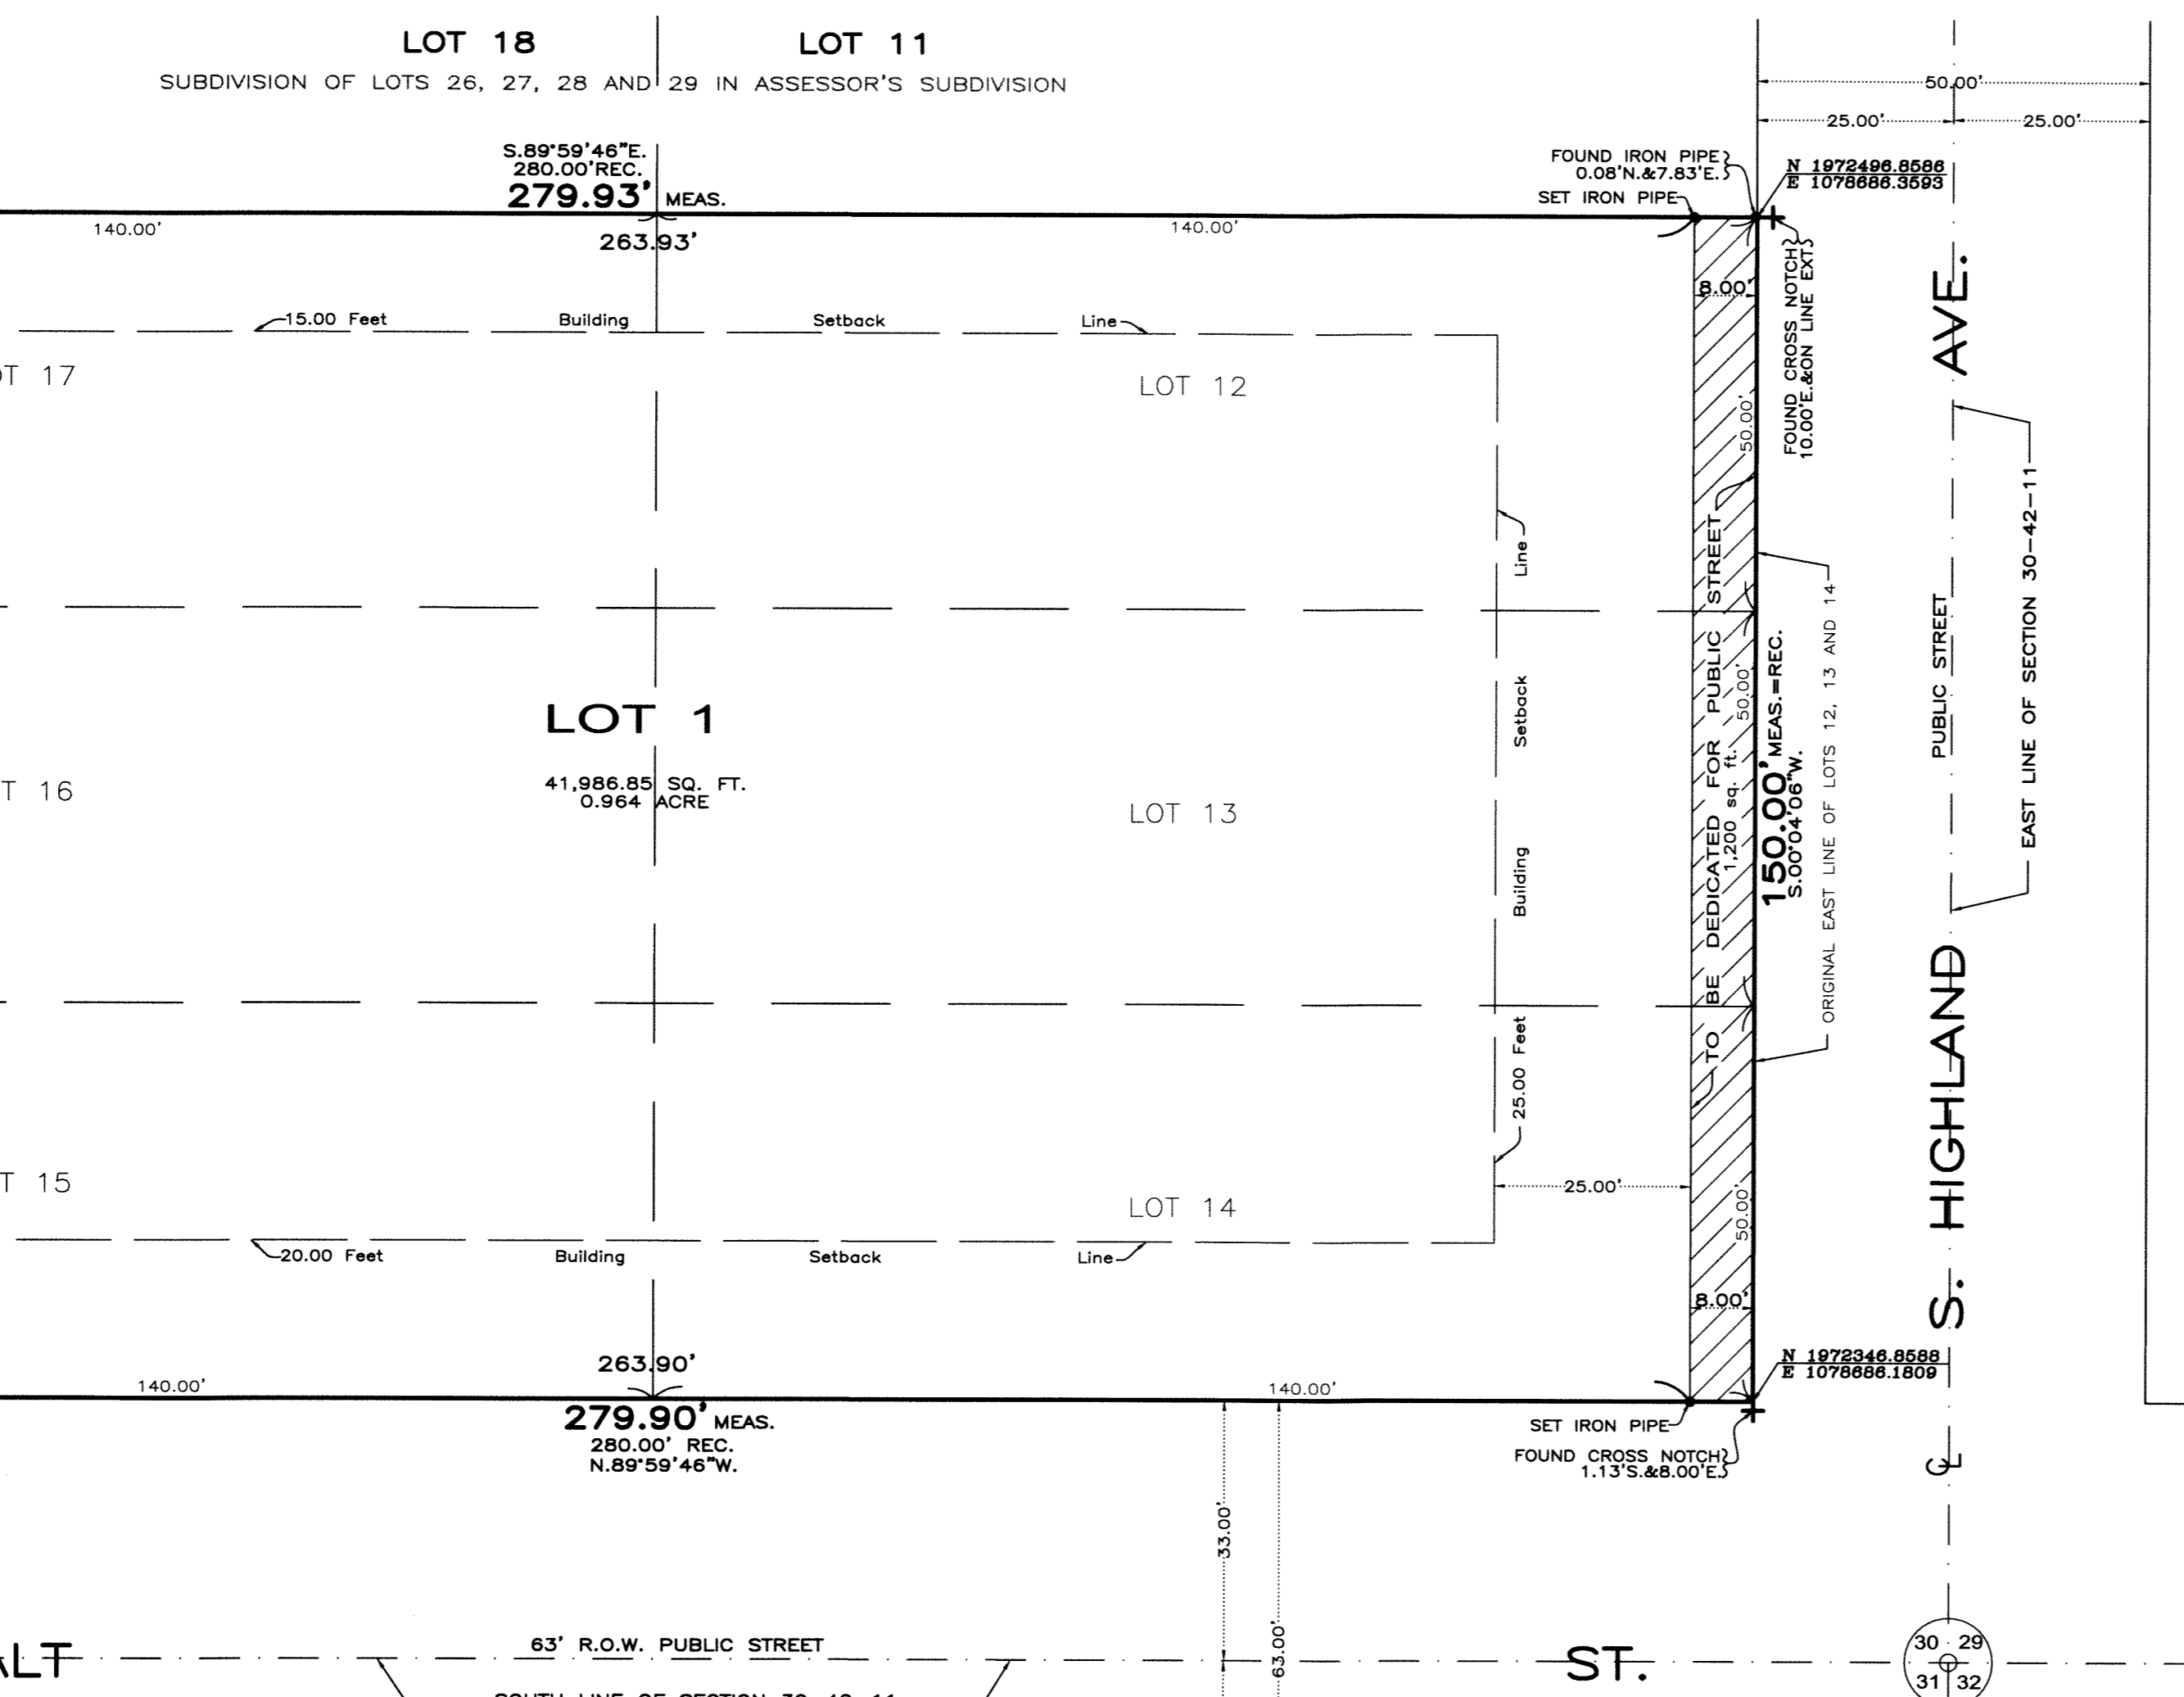 LOT 18
LOT 11
SUBDIVISION OF LOTS 26, 27, 28 AND 29 IN ASSESSOR'S SUBDIVISION
50.00'
25.00'
25.00'
S.89°59'46"E.
280.00'REC.
279.93' MEAS.
FOUND IRON PIPE
0.08'N.&7.83'E.
SET IRON PIPE
N 1972496.8586
E 1078686.3593
140.00'
263.93'
140.00'
8.00'
FOUND CROSS NOTCH
10.00'E.&ON LINE EXT.
15.00 Feet Building Setback Line
LOT 12
50.00'
25.00 Feet Building Setback Line
TO BE DEDICATED FOR PUBLIC STREET
1,200 sq. ft.
50.00'
150.00' MEAS.=REC.
S.00°04'06"W.
ORIGINAL EAST LINE OF LOTS 12, 13 AND 14
S. HIGHLAND AVE.
PUBLIC STREET
EAST LINE OF SECTION 30-42-11
LOT 1
41,986.85 SQ. FT.
0.964 ACRE
T 16
LOT 13
T 15
LOT 14
25.00'
50.00'
20.00 Feet Building Setback Line
8.00'
263.90'
140.00'
140.00'
N 1972346.8588
E 1078686.1809
279.90' MEAS.
280.00' REC.
N.89°59'46"W.
SET IRON PIPE
FOUND CROSS NOTCH
1.13'S.&8.00'E.
33.00'
63.00'
63' R.O.W. PUBLIC STREET
ALT ST.
30 29
31 32